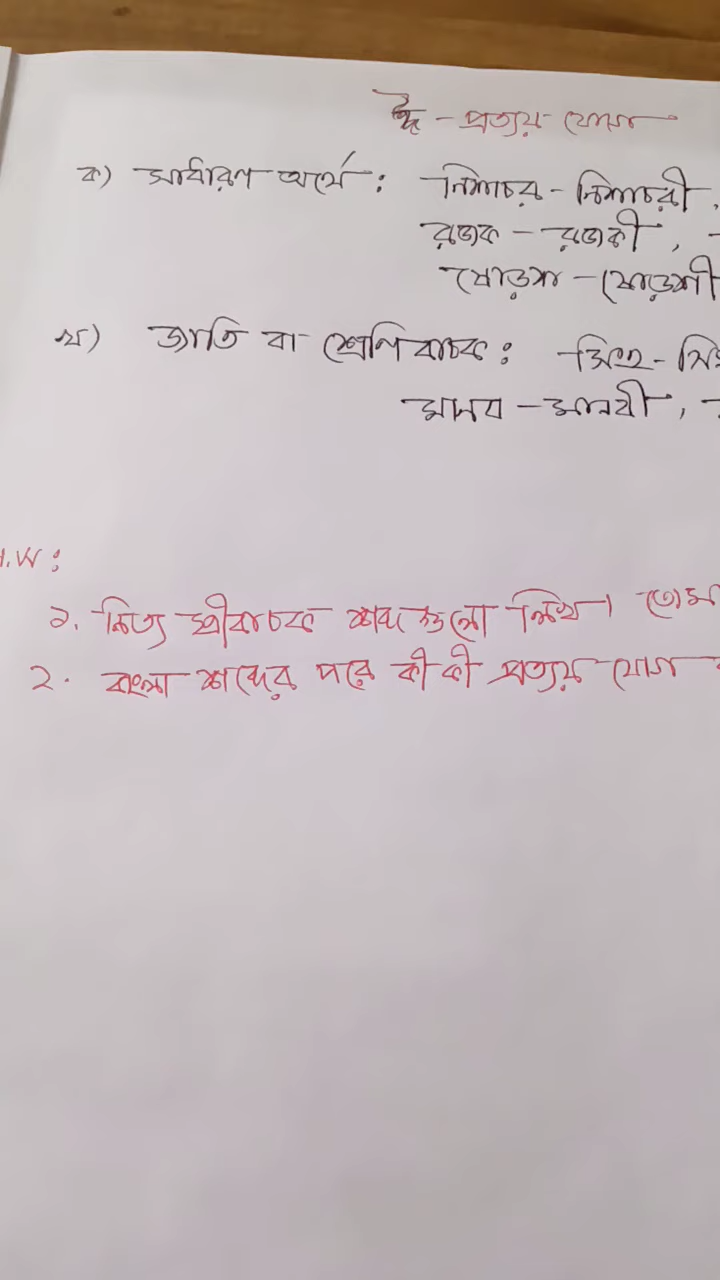 ঈ - প্রত্যয় যোগে
ক) সাধারণ অর্থে : নিশাচর - নিশাচরী,
রজক - রজকী,
ষোড়শ - ষোড়শী
খ) জাতি বা শ্রেণিবাচক : সিংহ -
মানব - মানবী,
.W :
১. নিত্য স্ত্রীবাচক শব্দগুলো লিখ।
২. বাংলা শব্দের পরে কী কী প্রত্যয় যোগ